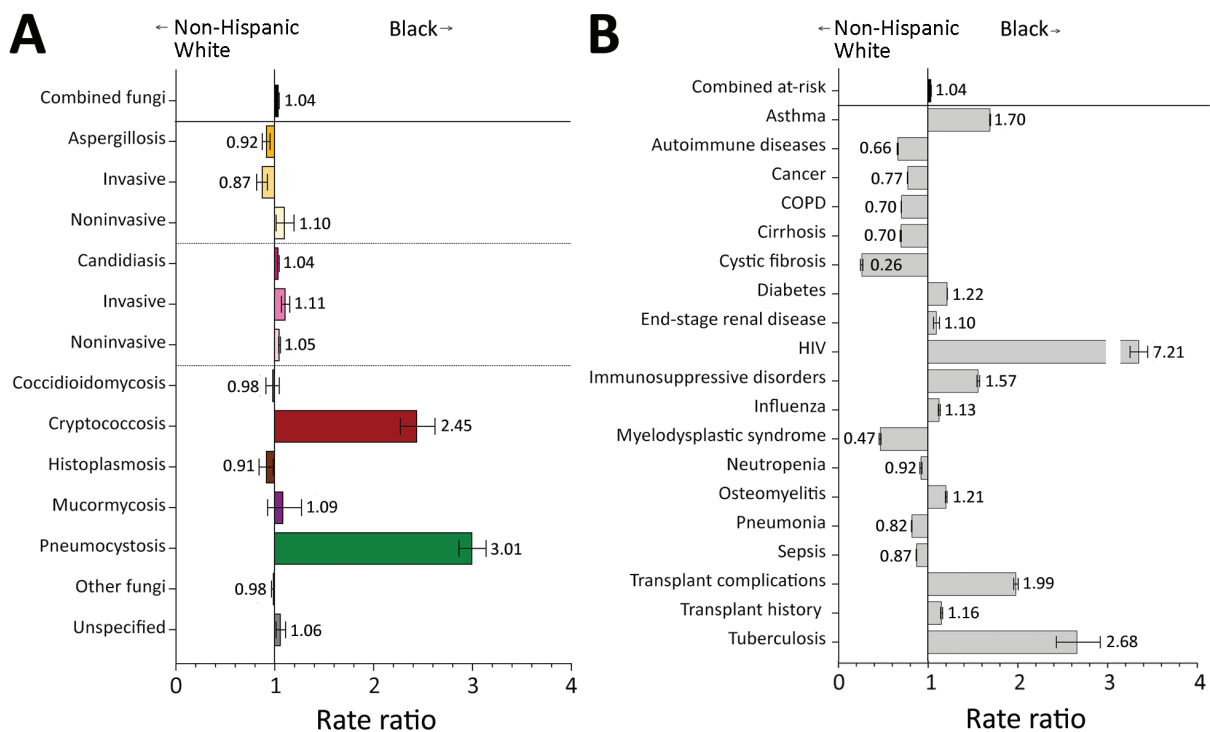 A
← Non-Hispanic White
Black→
Combined fungi 1.04
Aspergillosis 0.92
Invasive 0.87
Noninvasive 1.10
Candidiasis 1.04
Invasive 1.11
Noninvasive 1.05
Coccidioidomycosis 0.98
Cryptococcosis 2.45
Histoplasmosis 0.91
Mucormycosis 1.09
Pneumocystosis 3.01
Other fungi 0.98
Unspecified 1.06
0 1 2 3 4
Rate ratio
B
← Non-Hispanic White
Black→
Combined at-risk 1.04
Asthma 1.70
Autoimmune diseases 0.66
Cancer 0.77
COPD 0.70
Cirrhosis 0.70
Cystic fibrosis 0.26
Diabetes 1.22
End-stage renal disease 1.10
HIV 7.21
Immunosuppressive disorders 1.57
Influenza 1.13
Myelodysplastic syndrome 0.47
Neutropenia 0.92
Osteomyelitis 1.21
Pneumonia 0.82
Sepsis 0.87
Transplant complications 1.99
Transplant history 1.16
Tuberculosis 2.68
0 1 2 3 4
Rate ratio